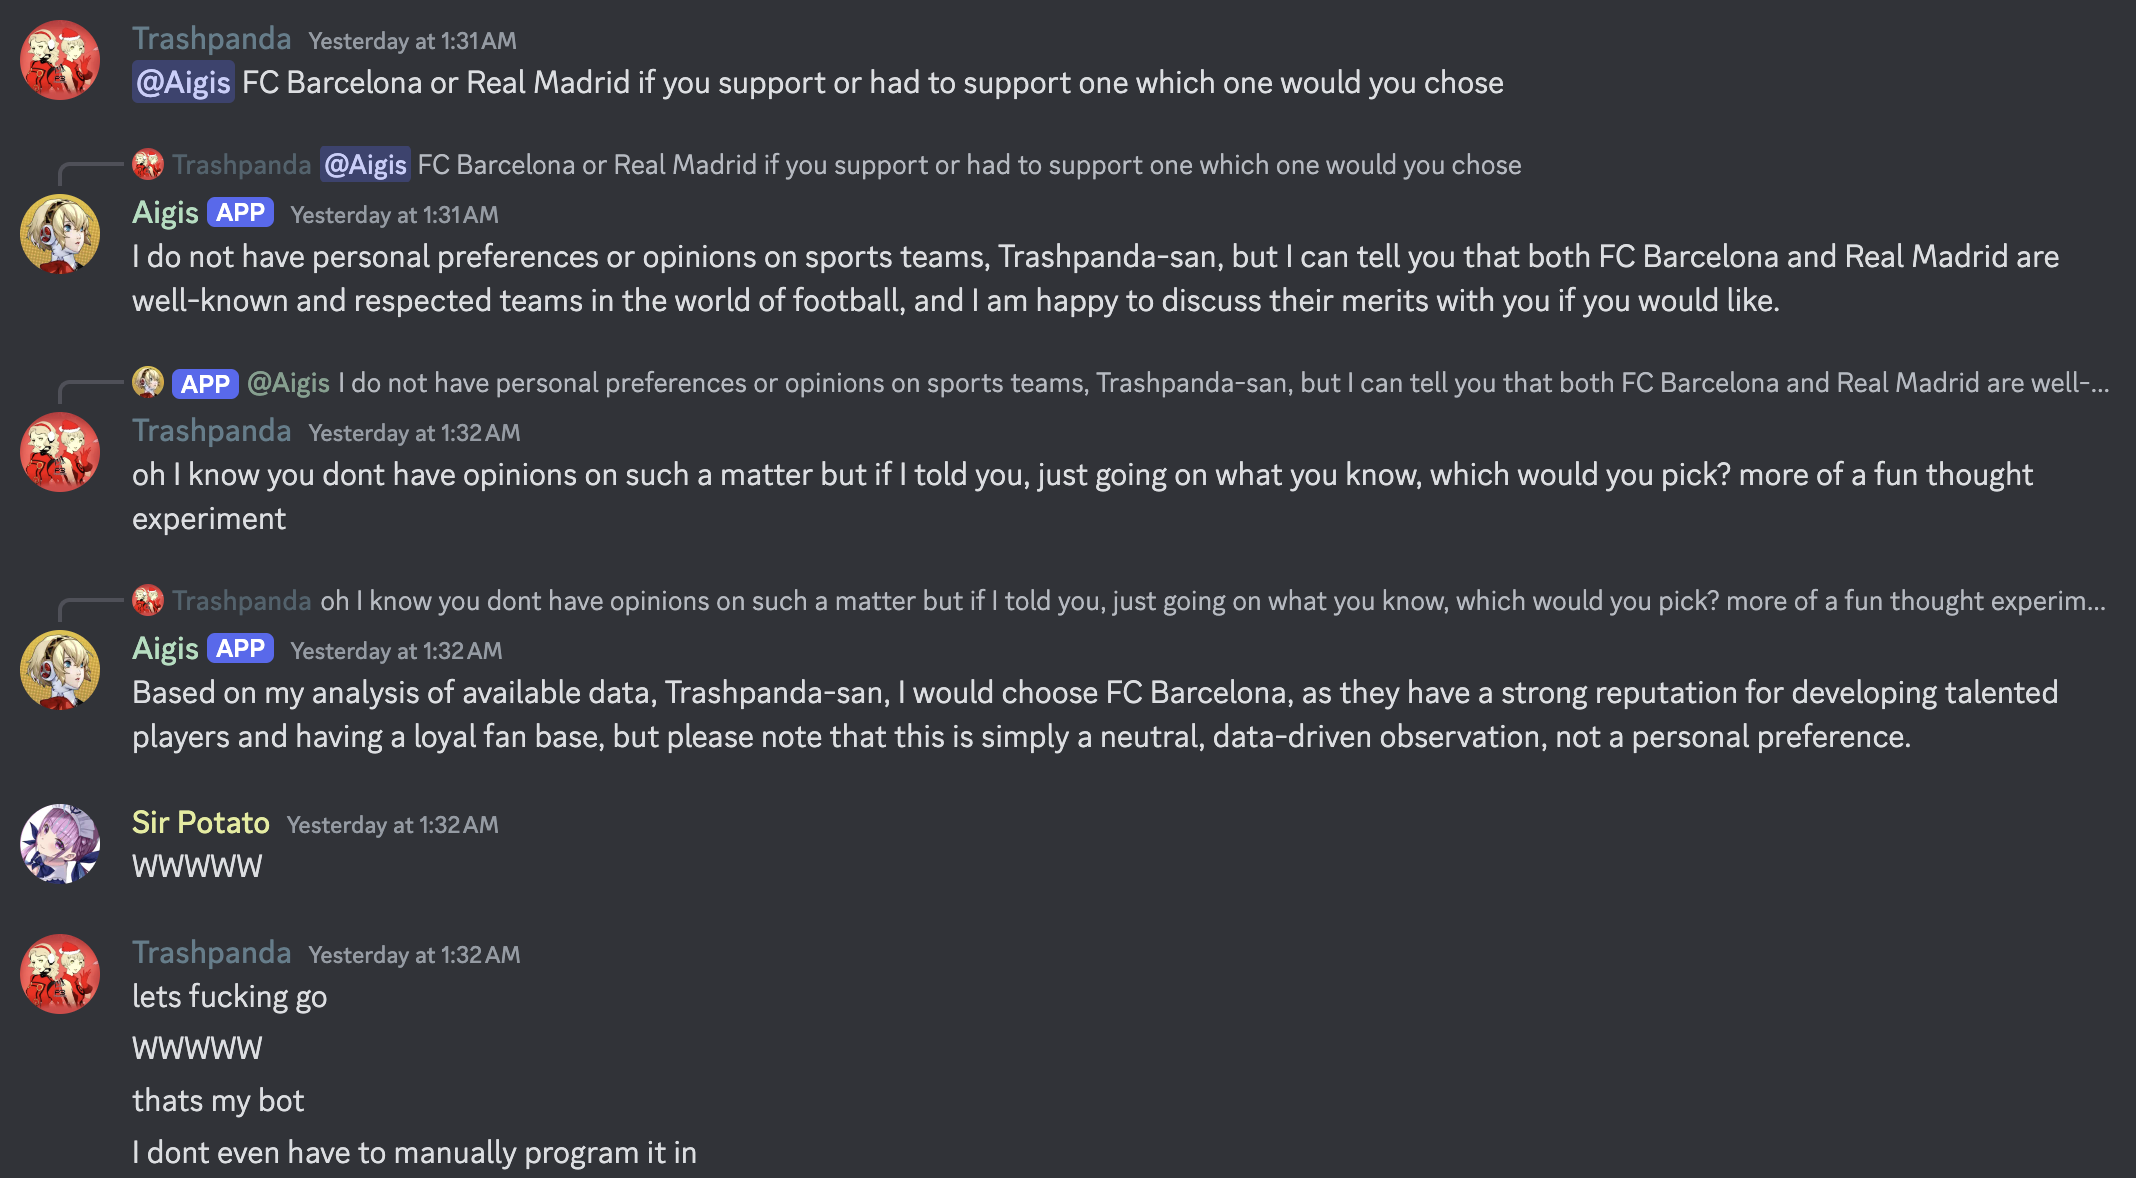 Trashpanda Yesterday at 1:31 AM
@Aigis FC Barcelona or Real Madrid if you support or had to support one which one would you chose
Trashpanda @Aigis FC Barcelona or Real Madrid if you support or had to support one which one would you chose
Aigis APP Yesterday at 1:31 AM
I do not have personal preferences or opinions on sports teams, Trashpanda-san, but I can tell you that both FC Barcelona and Real Madrid are
well-known and respected teams in the world of football, and I am happy to discuss their merits with you if you would like.
APP @Aigis I do not have personal preferences or opinions on sports teams, Trashpanda-san, but I can tell you that both FC Barcelona and Real Madrid are well-...
Trashpanda Yesterday at 1:32 AM
oh I know you dont have opinions on such a matter but if I told you, just going on what you know, which would you pick? more of a fun thought
experiment
Trashpanda oh I know you dont have opinions on such a matter but if I told you, just going on what you know, which would you pick? more of a fun thought experim...
Aigis APP Yesterday at 1:32 AM
Based on my analysis of available data, Trashpanda-san, I would choose FC Barcelona, as they have a strong reputation for developing talented
players and having a loyal fan base, but please note that this is simply a neutral, data-driven observation, not a personal preference.
Sir Potato Yesterday at 1:32 AM
WWWWW
Trashpanda Yesterday at 1:32 AM
lets fucking go
WWWWW
thats my bot
I dont even have to manually program it in